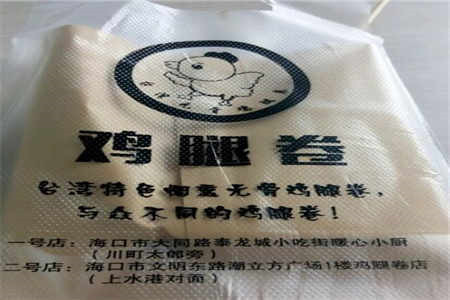 鸡腿卷
台湾特色烟熏无骨鸡腿卷,
与众不同的鸡腿卷!
一号店：海口市大同路泰龙城小吃街暖心小厨
（川町太郎旁）
二号店：海口市文明东路潮立方广场1楼鸡腿卷店
（上水港对面）